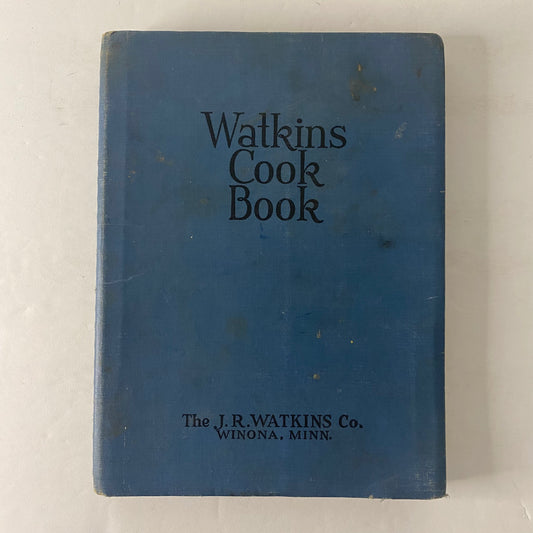 Watkins
Cook
Book
The J.R. WATKINS Co.
WINONA, MINN.